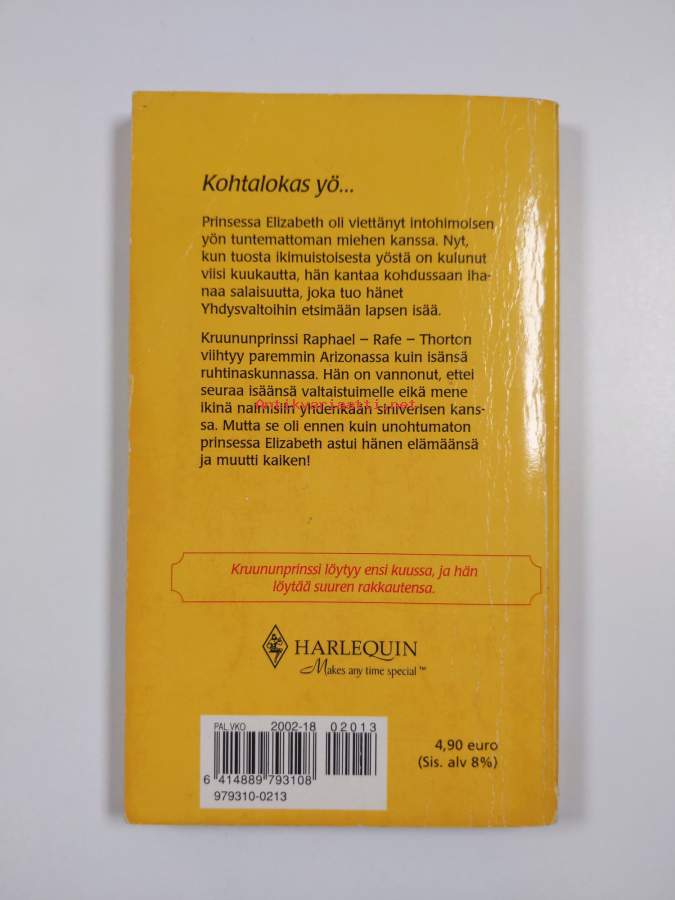 Kohtalokas yö...
Prinsessa Elizabeth oli viettänyt intohimoisen
yön tuntemattoman miehen kanssa. Nyt,
kun tuosta ikimuistoisesta yöstä on kulunut
viisi kuukautta, hän kantaa kohdussaan iha-
naa salaisuutta, joka tuo hänet
Yhdysvaltoihin etsimään lapsen isää.
Kruununprinssi Raphael – Rafe – Thorton
viihtyy paremmin Arizonassa kuin isänsä
ruhtinaskunnassa. Hän on vannonut, ettei
seuraa isäänsä valtaistuimelle eikä mene
Antikvariaatti.net
ikinä naimisiin yhdenkään siniverisen kans-
sa. Mutta se oli ennen kuin unohtumaton
prinsessa Elizabeth astui hänen elämäänsä
ja muutti kaiken!
Kruununprinssi löytyy ensi kuussa, ja hän
löytää suuren rakkautensa.
HARLEQUIN
Makes any time special™
PAL.VKO 2002-18 02013
6 414889 793108
979310-0213
4,90 euro
(Sis. alv 8%)